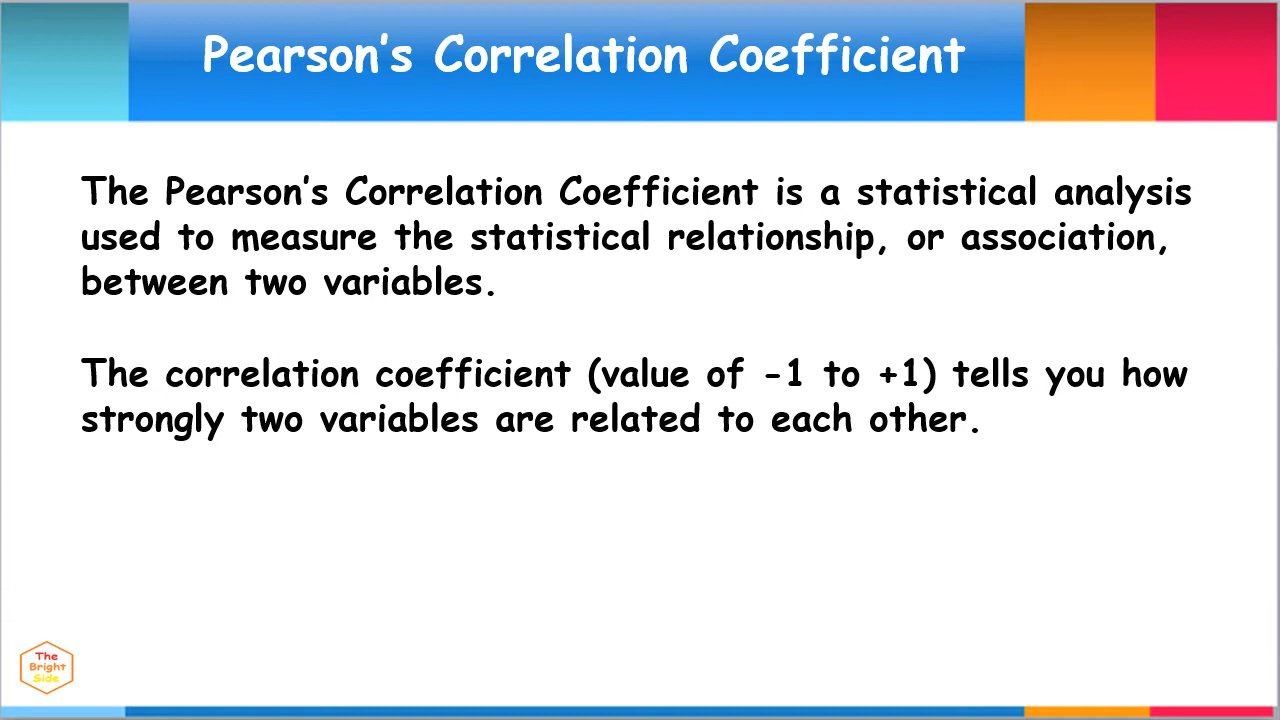 Pearson's Correlation Coefficient
The Pearson's Correlation Coefficient is a statistical analysis
used to measure the statistical relationship, or association,
between two variables.
The correlation coefficient (value of -1 to +1) tells you how
strongly two variables are related to each other.
The
Bright
Side